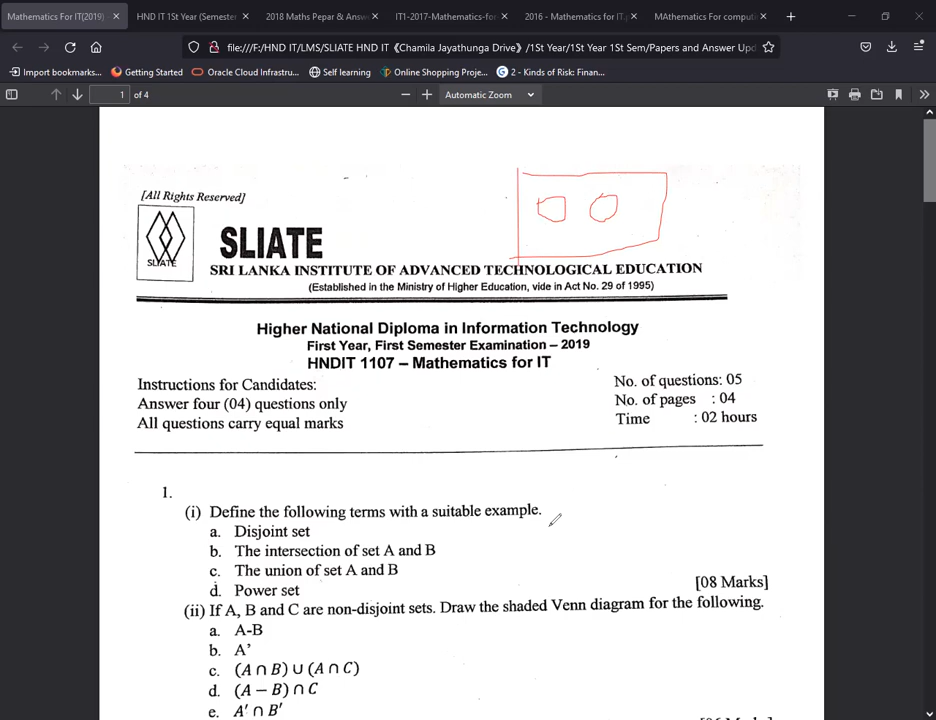 Mathematics For IT(2019)
HND IT 1St Year (Semester
2018 Maths Pepar & Answ
IT1-2017-Mathematics-for-
2016 - Mathematics for IT.
MAthematics For computi
file:///F:/HND IT/LMS/SLIATE HND IT 《Chamila Jayathunga Drive》/1St Year/1St Year 1St Sem/Papers and Answer Upd
Import bookmarks...
Getting Started
Oracle Cloud Infrastru...
Self learning
Online Shopping Proje...
2 - Kinds of Risk: Finan...
1 of 4
Automatic Zoom
[All Rights Reserved]
SLIATE
SLIATE
SRI LANKA INSTITUTE OF ADVANCED TECHNOLOGICAL EDUCATION
(Established in the Ministry of Higher Education, vide in Act No. 29 of 1995)
Higher National Diploma in Information Technology
First Year, First Semester Examination – 2019
HNDIT 1107 – Mathematics for IT
Instructions for Candidates:
Answer four (04) questions only
All questions carry equal marks
No. of questions: 05
No. of pages : 04
Time : 02 hours
1.
(i) Define the following terms with a suitable example.
a. Disjoint set
b. The intersection of set A and B
c. The union of set A and B
d. Power set
[08 Marks]
(ii) If A, B and C are non-disjoint sets. Draw the shaded Venn diagram for the following.
a. A-B
b. A’
c. (A ∩ B) ∪ (A ∩ C)
d. (A − B) ∩ C
e. A′ ∩ B′